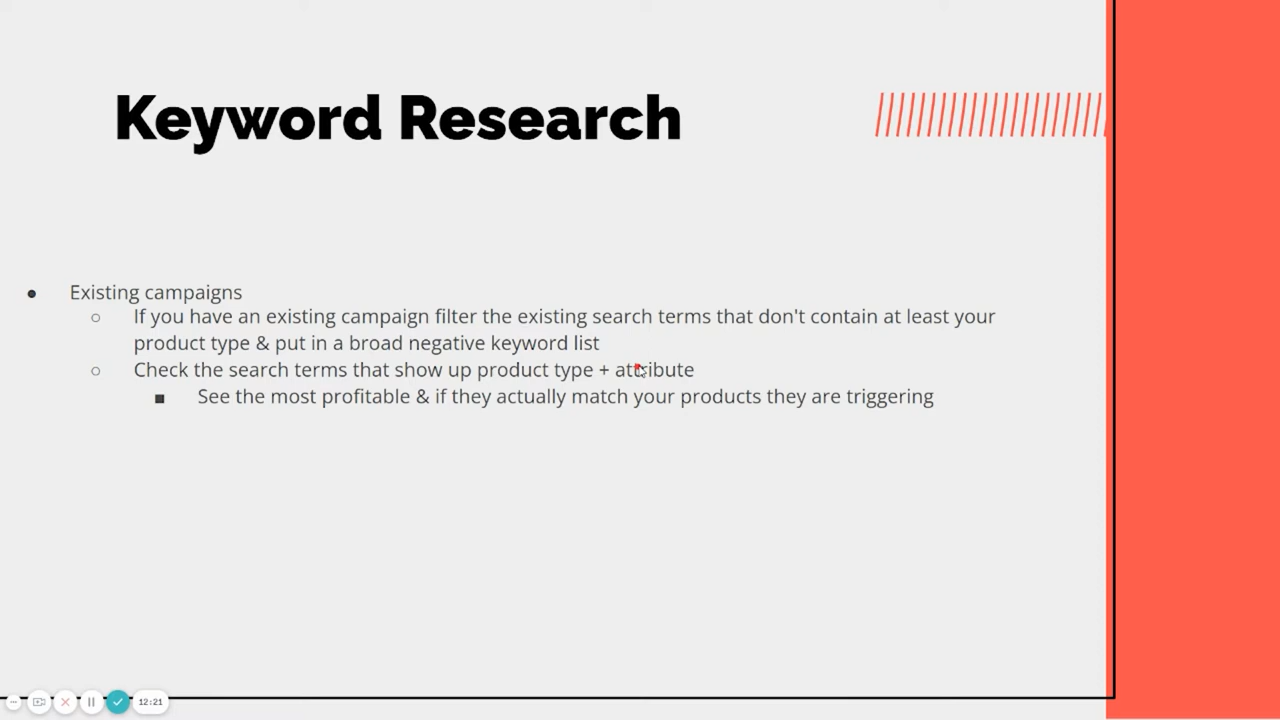 Keyword Research
Existing campaigns
If you have an existing campaign filter the existing search terms that don't contain at least your
product type & put in a broad negative keyword list
Check the search terms that show up product type + attribute
See the most profitable & if they actually match your products they are triggering
12:21